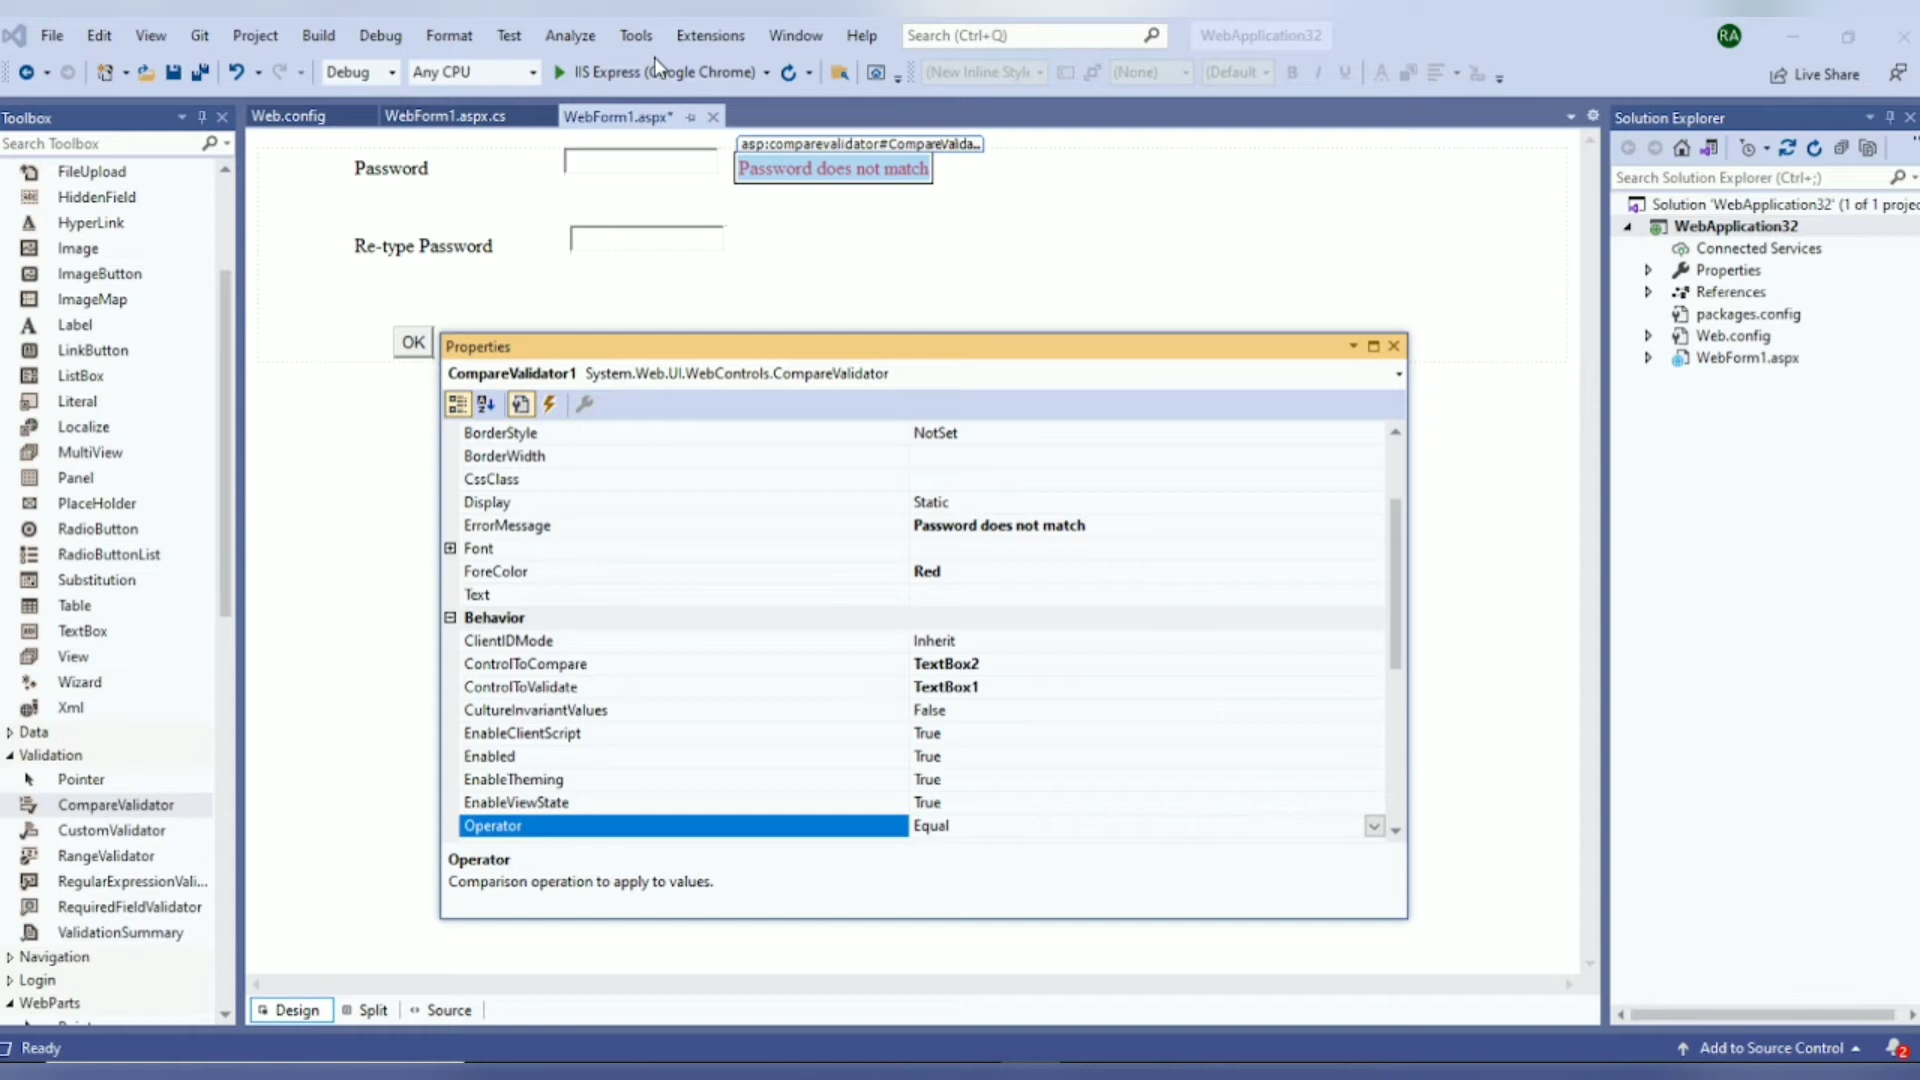 File Edit View Git Project Build Debug Format Test Analyze Tools Extensions Window Help Search (Ctrl+Q) WebApplication32 RA
Debug Any CPU IIS Express (Google Chrome) (New Inline Style (None) (Default B I U A Live Share
Toolbox
Search Toolbox
FileUpload
HiddenField
HyperLink
Image
ImageButton
ImageMap
Label
LinkButton
ListBox
Literal
Localize
MultiView
Panel
PlaceHolder
RadioButton
RadioButtonList
Substitution
Table
TextBox
View
Wizard
Xml
Data
Validation
Pointer
CompareValidator
CustomValidator
RangeValidator
RegularExpressionVali...
RequiredFieldValidator
ValidationSummary
Navigation
Login
WebParts
Web.config WebForm1.aspx.cs WebForm1.aspx*
asp:comparevalidator#CompareValida...
Password Password does not match
Re-type Password
OK
Properties
CompareValidator1 System.Web.UI.WebControls.CompareValidator
BorderStyle NotSet
BorderWidth
CssClass
Display Static
ErrorMessage Password does not match
Font
ForeColor Red
Text
Behavior
ClientIDMode Inherit
ControlToCompare TextBox2
ControlToValidate TextBox1
CultureInvariantValues False
EnableClientScript True
Enabled True
EnableTheming True
EnableViewState True
Operator Equal
Operator
Comparison operation to apply to values.
Design Split Source
Solution Explorer
Search Solution Explorer (Ctrl+;)
Solution 'WebApplication32' (1 of 1 projec
WebApplication32
Connected Services
Properties
References
packages.config
Web.config
WebForm1.aspx
Ready Add to Source Control 2